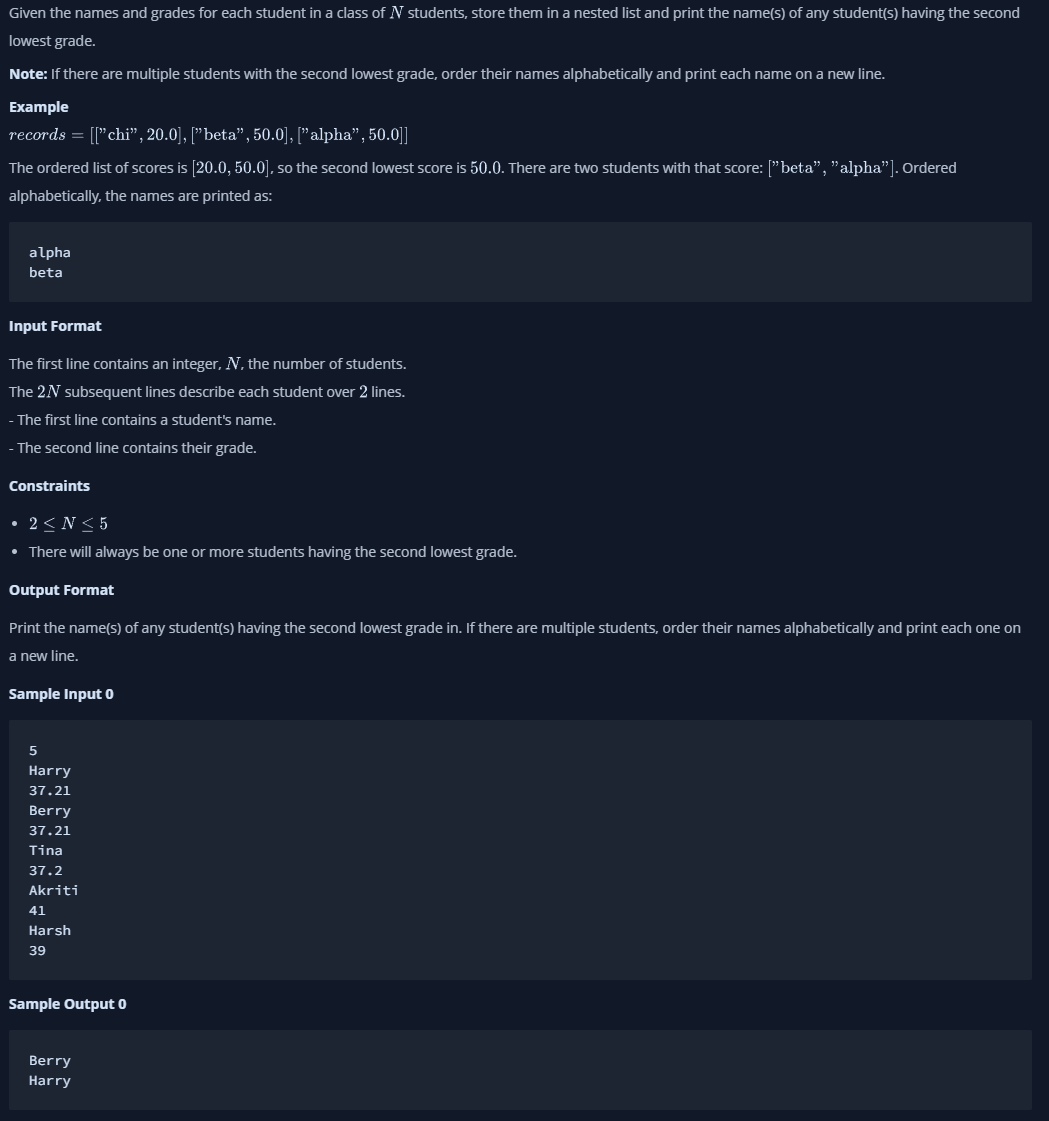 Given the names and grades for each student in a class of N students, store them in a nested list and print the name(s) of any student(s) having the second
lowest grade.
Note: If there are multiple students with the second lowest grade, order their names alphabetically and print each name on a new line.
Example
records = [["chi", 20.0], ["beta", 50.0], ["alpha", 50.0]]
The ordered list of scores is [20.0, 50.0], so the second lowest score is 50.0. There are two students with that score: ["beta", "alpha"]. Ordered
alphabetically, the names are printed as:
alpha
beta
Input Format
The first line contains an integer, N, the number of students.
The 2N subsequent lines describe each student over 2 lines.
- The first line contains a student's name.
- The second line contains their grade.
Constraints
• 2 ≤ N ≤ 5
• There will always be one or more students having the second lowest grade.
Output Format
Print the name(s) of any student(s) having the second lowest grade in. If there are multiple students, order their names alphabetically and print each one on
a new line.
Sample Input 0
5
Harry
37.21
Berry
37.21
Tina
37.2
Akriti
41
Harsh
39
Sample Output 0
Berry
Harry